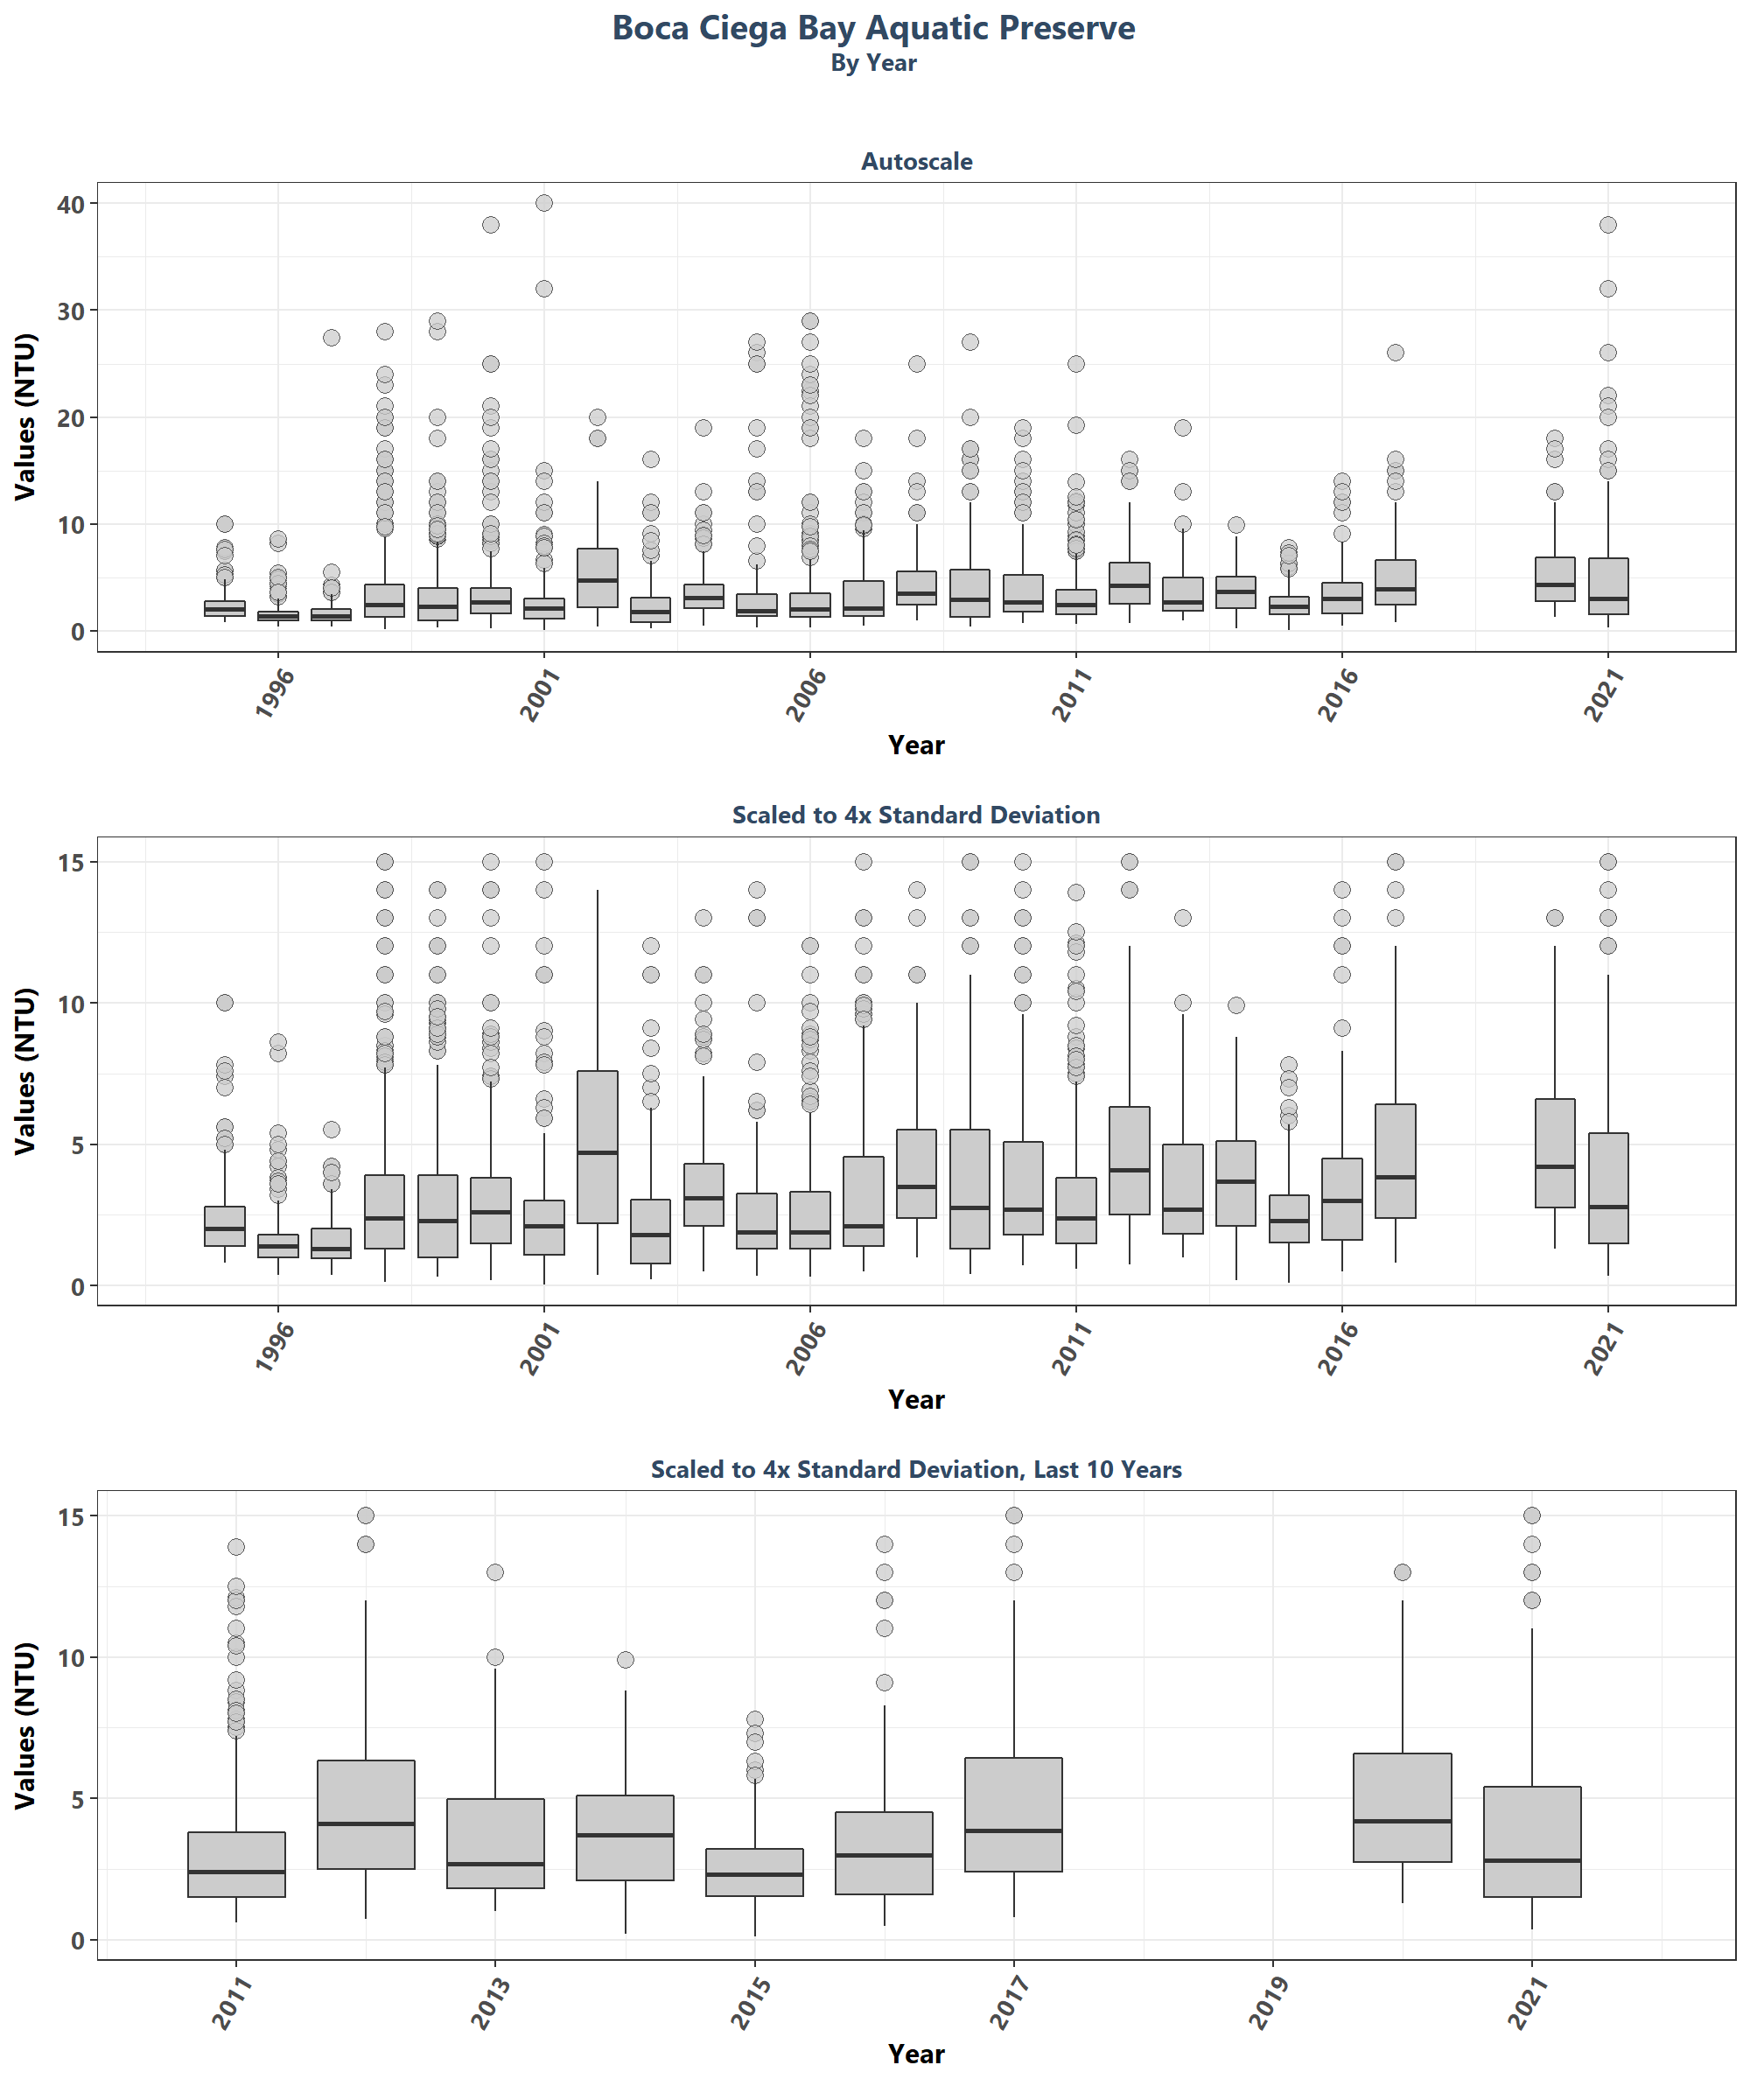 Boca Ciega Bay Aquatic Preserve
By Year
Autoscale
Values (NTU)
40
30
20
10
0
1996 2001 2006 2011 2016 2021
Year
Scaled to 4x Standard Deviation
Values (NTU)
15
10
5
0
1996 2001 2006 2011 2016 2021
Year
Scaled to 4x Standard Deviation, Last 10 Years
Values (NTU)
15
10
5
0
2011 2013 2015 2017 2019 2021
Year